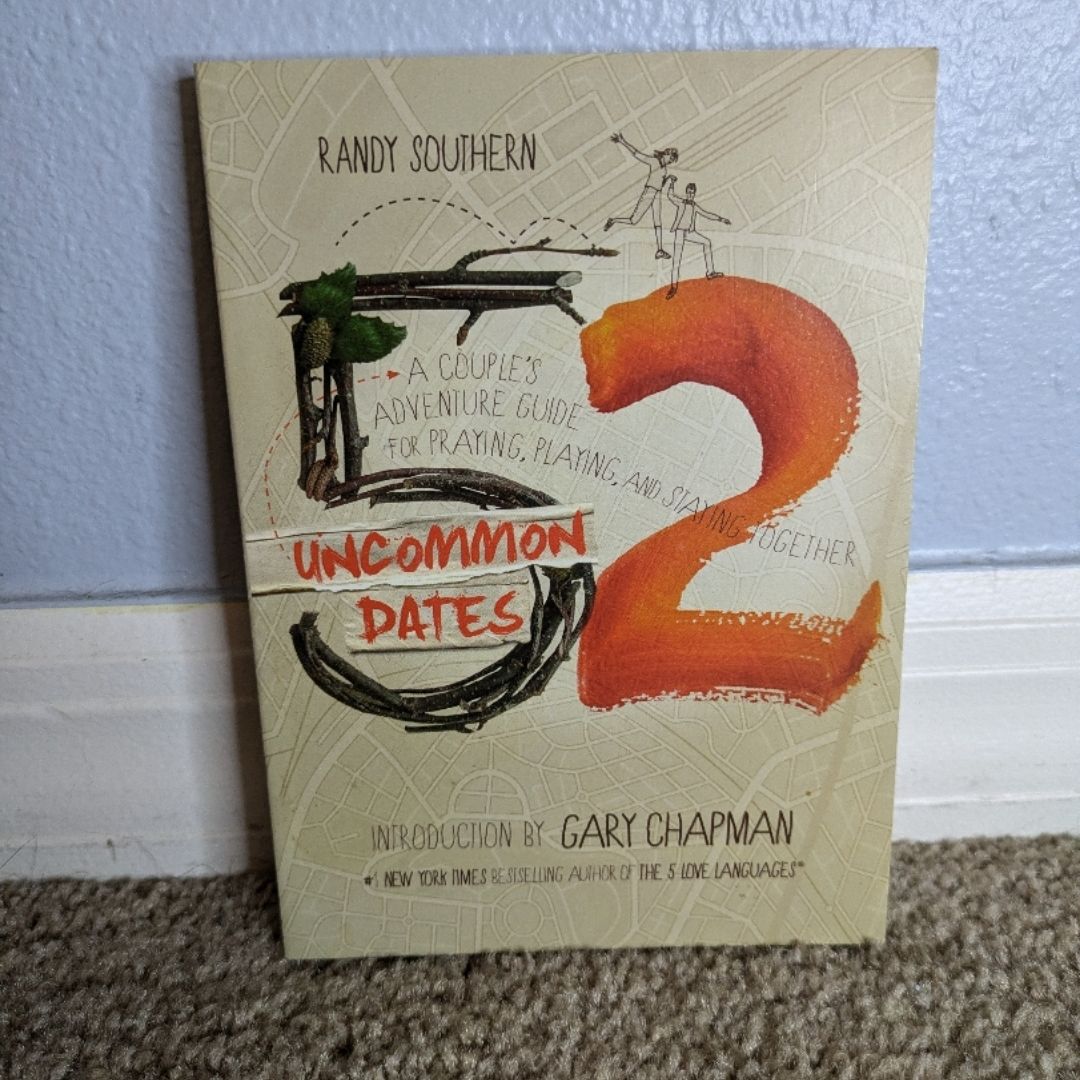 RANDY SOUTHERN
52
A COUPLE'S
ADVENTURE GUIDE
FOR PRAYING, PLAYING, AND STAYING TOGETHER
UNCOMMON
DATES
INTRODUCTION BY GARY CHAPMAN
#1 NEW YORK TIMES BESTSELLING AUTHOR OF THE 5 LOVE LANGUAGES®